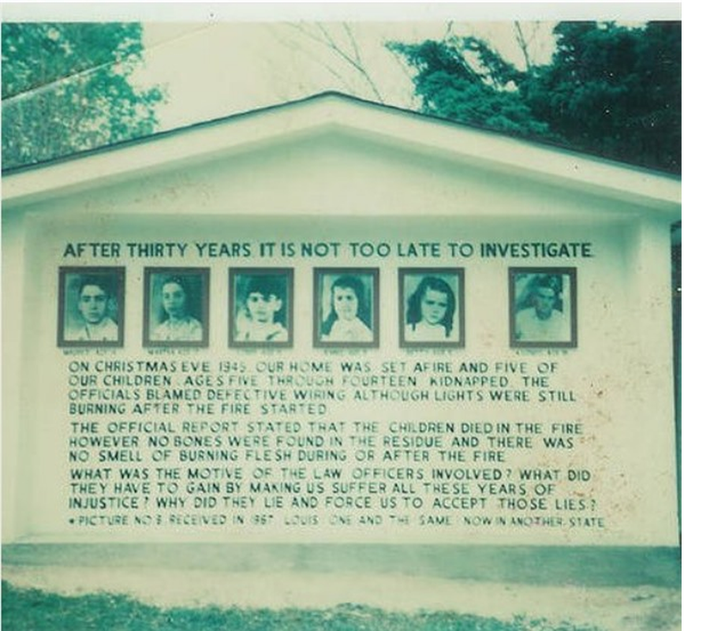 AFTER THIRTY YEARS IT IS NOT TOO LATE TO INVESTIGATE.
ON CHRISTMAS EVE 1945, OUR HOME WAS SET AFIRE AND FIVE OF
OUR CHILDREN, AGES FIVE THROUGH FOURTEEN KIDNAPPED. THE
OFFICIALS BLAMED DEFECTIVE WIRING ALTHOUGH LIGHTS WERE STILL
BURNING AFTER THE FIRE STARTED.
THE OFFICIAL REPORT STATED THAT THE CHILDREN DIED IN THE FIRE
HOWEVER NO BONES WERE FOUND IN THE RESIDUE AND THERE WAS
NO SMELL OF BURNING FLESH DURING OR AFTER THE FIRE
WHAT WAS THE MOTIVE OF THE LAW OFFICERS INVOLVED? WHAT DID
THEY HAVE TO GAIN BY MAKING US SUFFER ALL THESE YEARS OF
INJUSTICE? WHY DID THEY LIE AND FORCE US TO ACCEPT THOSE LIES?
* PICTURE NO 6 RECEIVED IN 1967 LOUIS ONE AND THE SAME NOW IN ANOTHER STATE